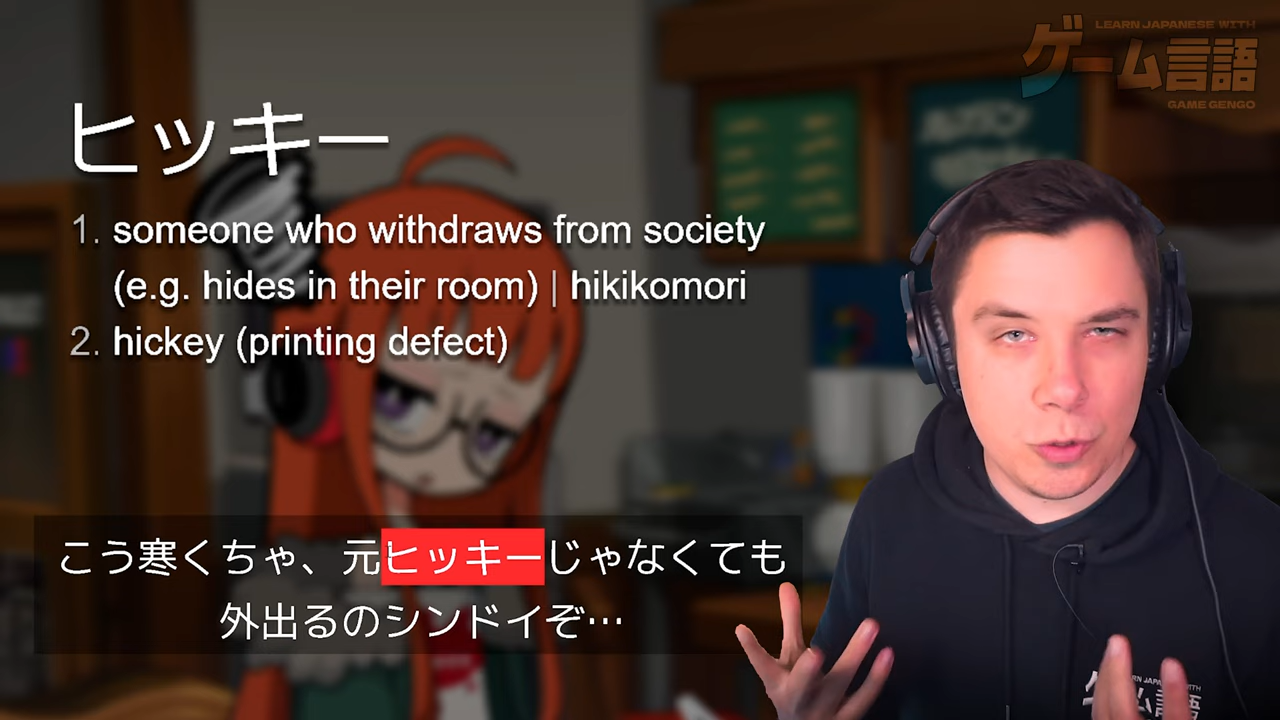 LEARN JAPANESE WITH
ゲーム言語
GAME GENGO
ヒッキー
1. someone who withdraws from society
(e.g. hides in their room) | hikikomori
2. hickey (printing defect)
こう寒くちゃ、元ヒッキーじゃなくても
外出るのシンドイぞ…